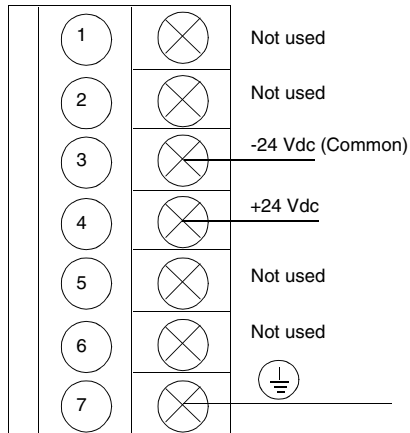 1 Not used
2 Not used
3 -24 Vdc (Common)
4 +24 Vdc
5 Not used
6 Not used
7